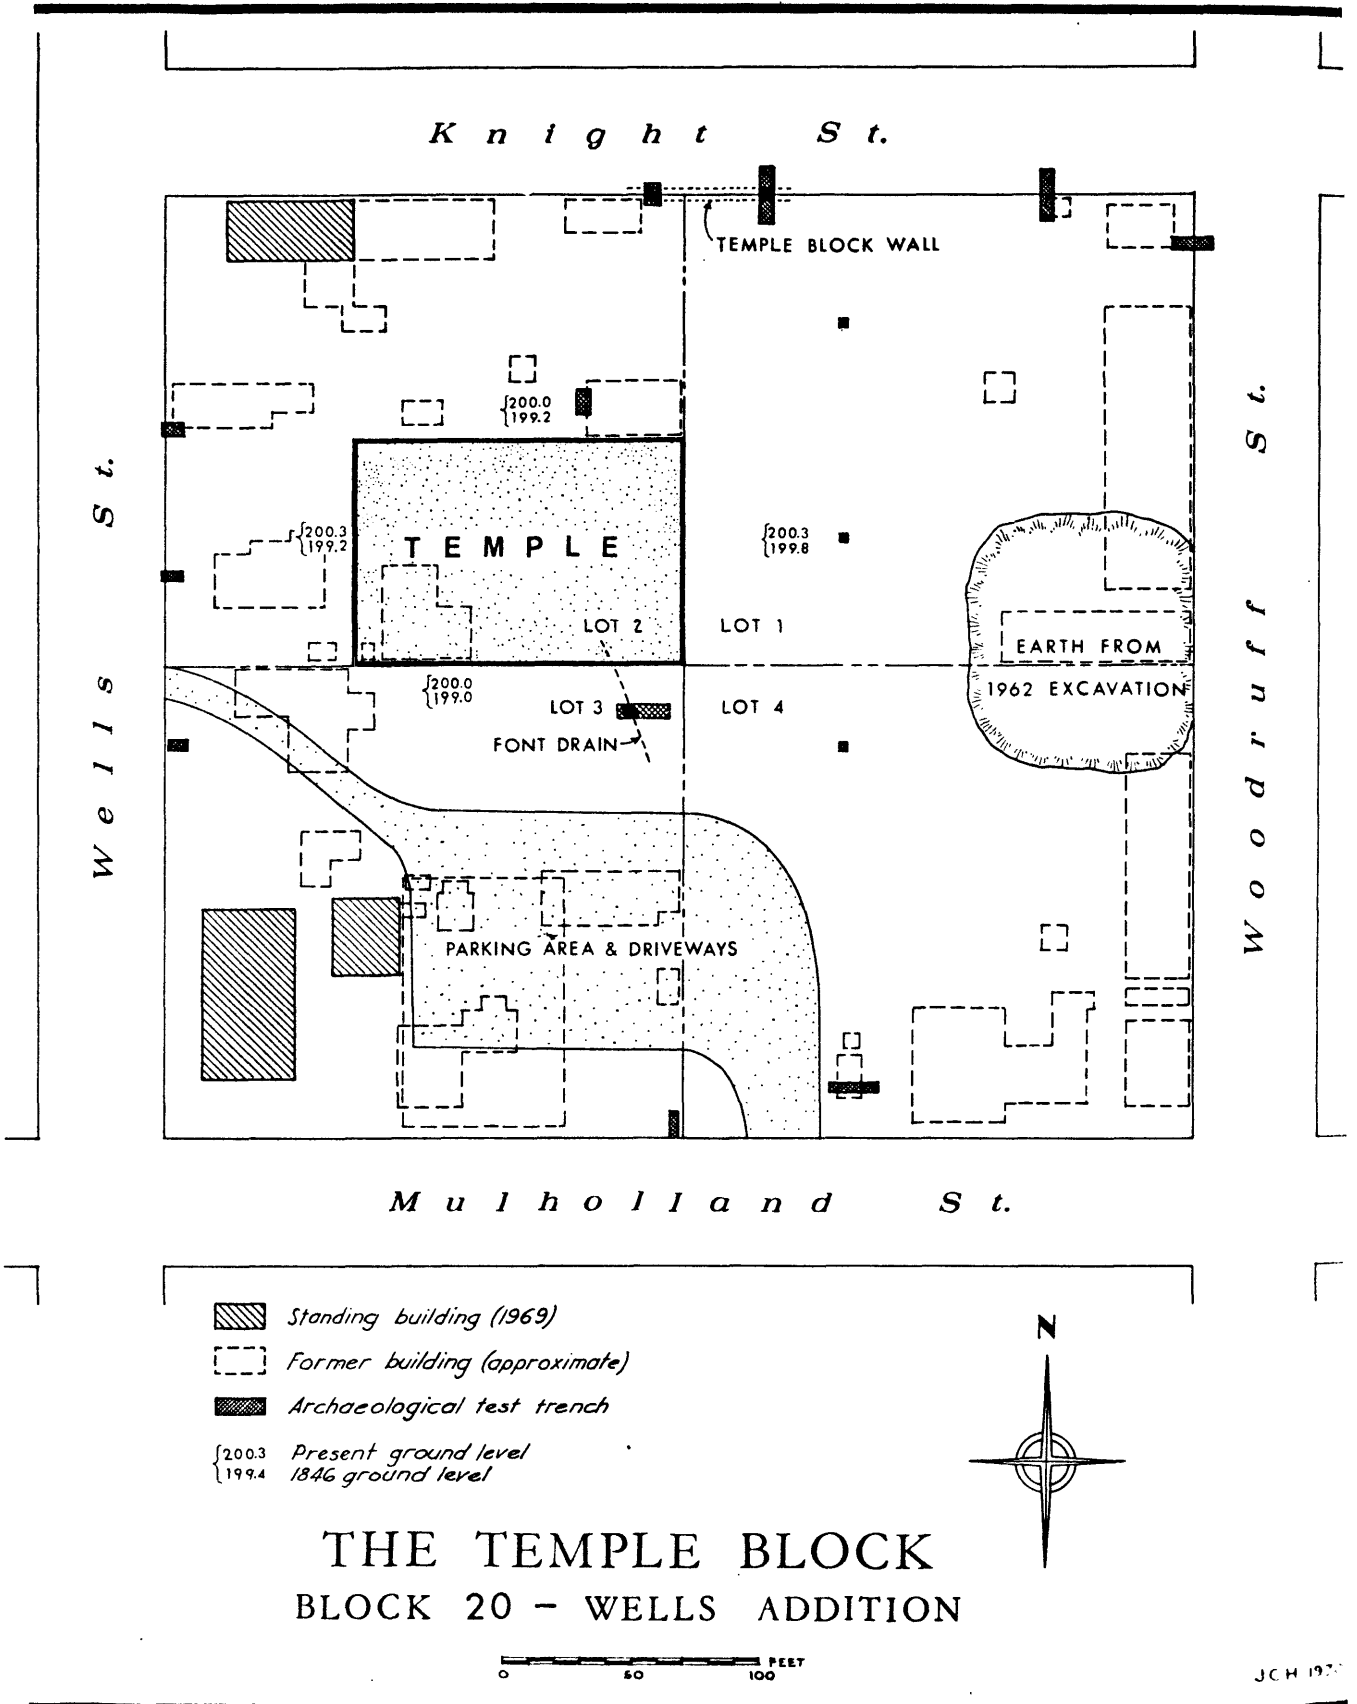 Knight St.
TEMPLE BLOCK WALL
{200.0
199.2
Wells St.
Woodruff St.
{200.3
199.2
TEMPLE
{200.3
199.8
LOT 2
LOT 1
EARTH FROM
1962 EXCAVATION
{200.0
199.0
LOT 3
LOT 4
FONT DRAIN
PARKING AREA & DRIVEWAYS
Mulholland St.
Standing building (1969)
Former building (approximate)
Archaeological test trench
{200.3 Present ground level
199.4 1846 ground level
N
THE TEMPLE BLOCK
BLOCK 20 – WELLS ADDITION
FEET
0 50 100
JCH